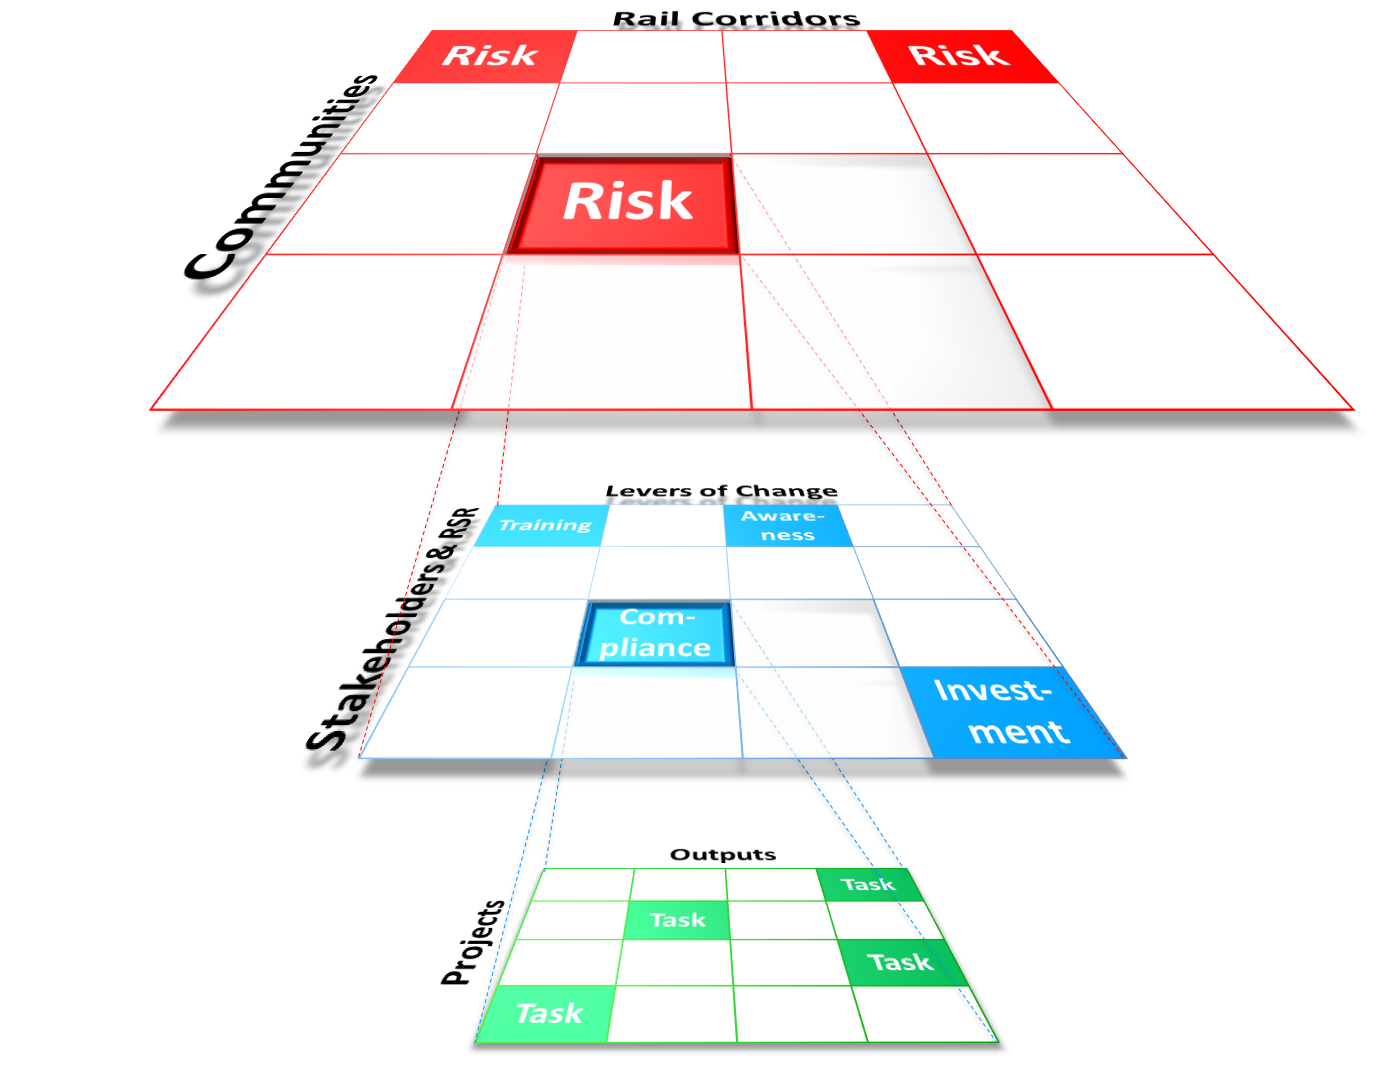 Rail Corridors
Communities
Risk
Risk
Risk
Levers of Change
Stakeholders & RSR
Training
Aware-
ness
Com-
pliance
Invest-
ment
Outputs
Projects
Task
Task
Task
Task